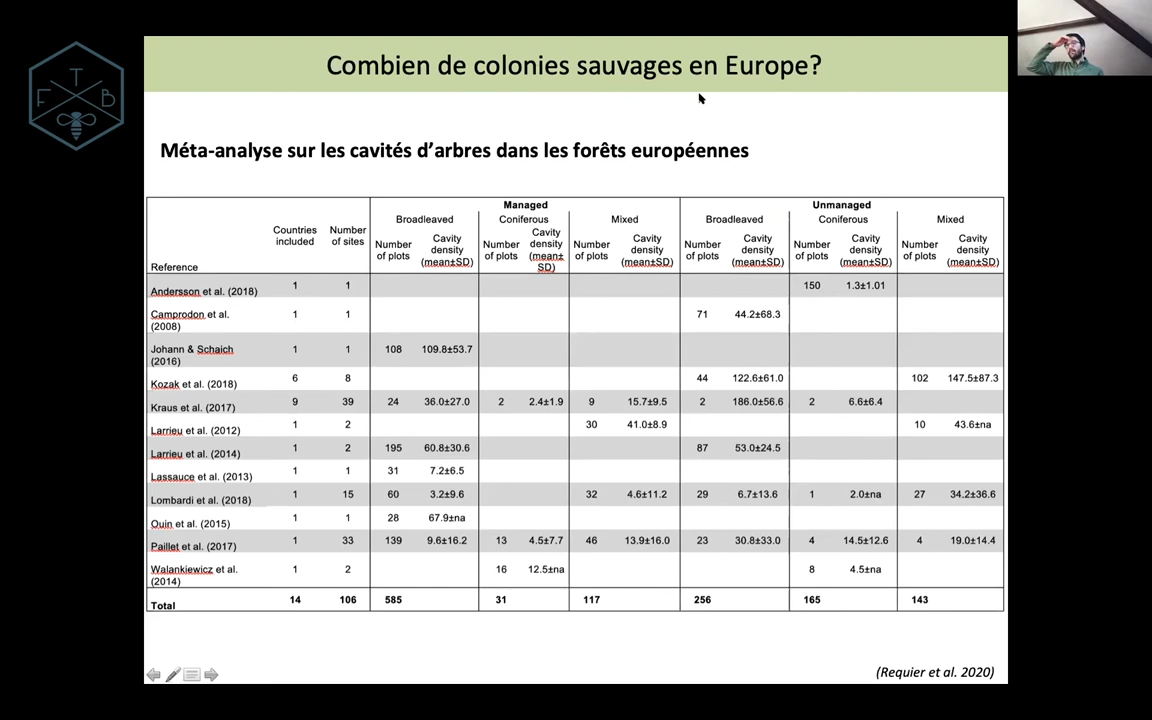 T
F B
Combien de colonies sauvages en Europe?
Méta-analyse sur les cavités d'arbres dans les forêts européennes
Managed Unmanaged
Broadleaved Coniferous Mixed Broadleaved Coniferous Mixed
Reference Countries included Number of sites Number of plots Cavity density (mean±SD) Number of plots Cavity density (mean± SD) Number of plots Cavity density (mean±SD) Number of plots Cavity density (mean±SD) Number of plots Cavity density (mean±SD) Number of plots Cavity density (mean±SD)
Andersson et al. (2018) 1 1 150 1.3±1.01
Camprodon et al. (2008) 1 1 71 44.2±68.3
Johann & Schaich (2016) 1 1 108 109.8±53.7
Kozak et al. (2018) 6 8 44 122.6±61.0 102 147.5±87.3
Kraus et al. (2017) 9 39 24 36.0±27.0 2 2.4±1.9 9 15.7±9.5 2 186.0±56.6 2 6.6±6.4
Larrieu et al. (2012) 1 2 30 41.0±8.9 10 43.6±na
Larrieu et al. (2014) 1 2 195 60.8±30.6 87 53.0±24.5
Lassauce et al. (2013) 1 1 31 7.2±6.5
Lombardi et al. (2018) 1 15 60 3.2±9.6 32 4.6±11.2 29 6.7±13.6 1 2.0±na 27 34.2±36.6
Ouin et al. (2015) 1 1 28 67.9±na
Paillet et al. (2017) 1 33 139 9.6±16.2 13 4.5±7.7 46 13.9±16.0 23 30.8±33.0 4 14.5±12.6 4 19.0±14.4
Walankiewicz et al. (2014) 1 2 16 12.5±na 8 4.5±na
Total 14 106 585 31 117 256 165 143
(Requier et al. 2020)